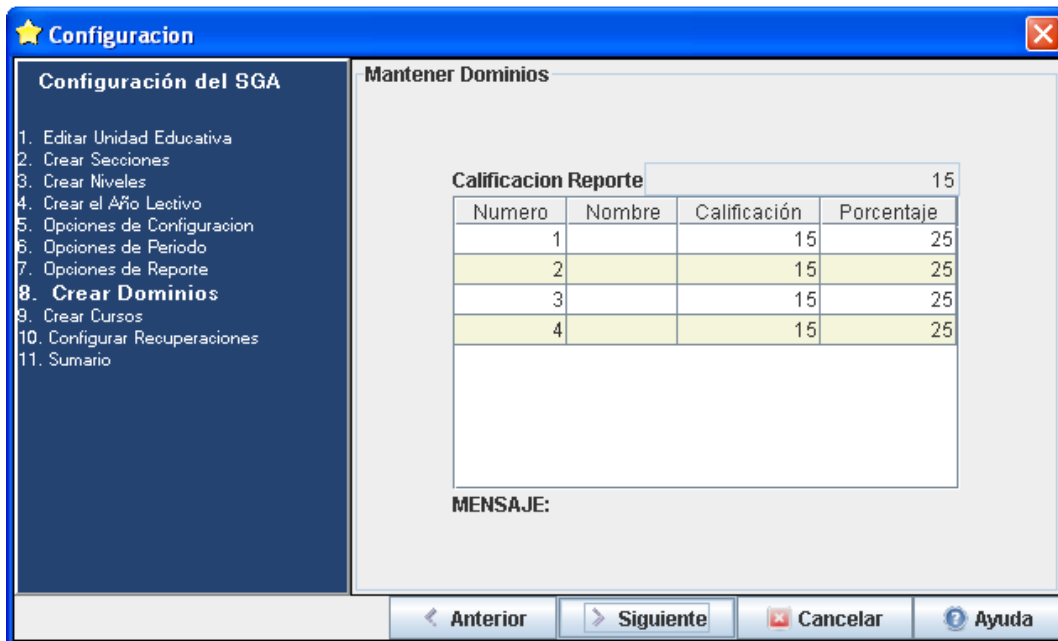 Configuracion
Configuración del SGA
1. Editar Unidad Educativa
2. Crear Secciones
3. Crear Niveles
4. Crear el Año Lectivo
5. Opciones de Configuracion
6. Opciones de Periodo
7. Opciones de Reporte
8. Crear Dominios
9. Crear Cursos
10. Configurar Recuperaciones
11. Sumario
Mantener Dominios
Calificacion Reporte 15
Numero Nombre Calificación Porcentaje
1 15 25
2 15 25
3 15 25
4 15 25
MENSAJE:
Anterior Siguiente Cancelar Ayuda